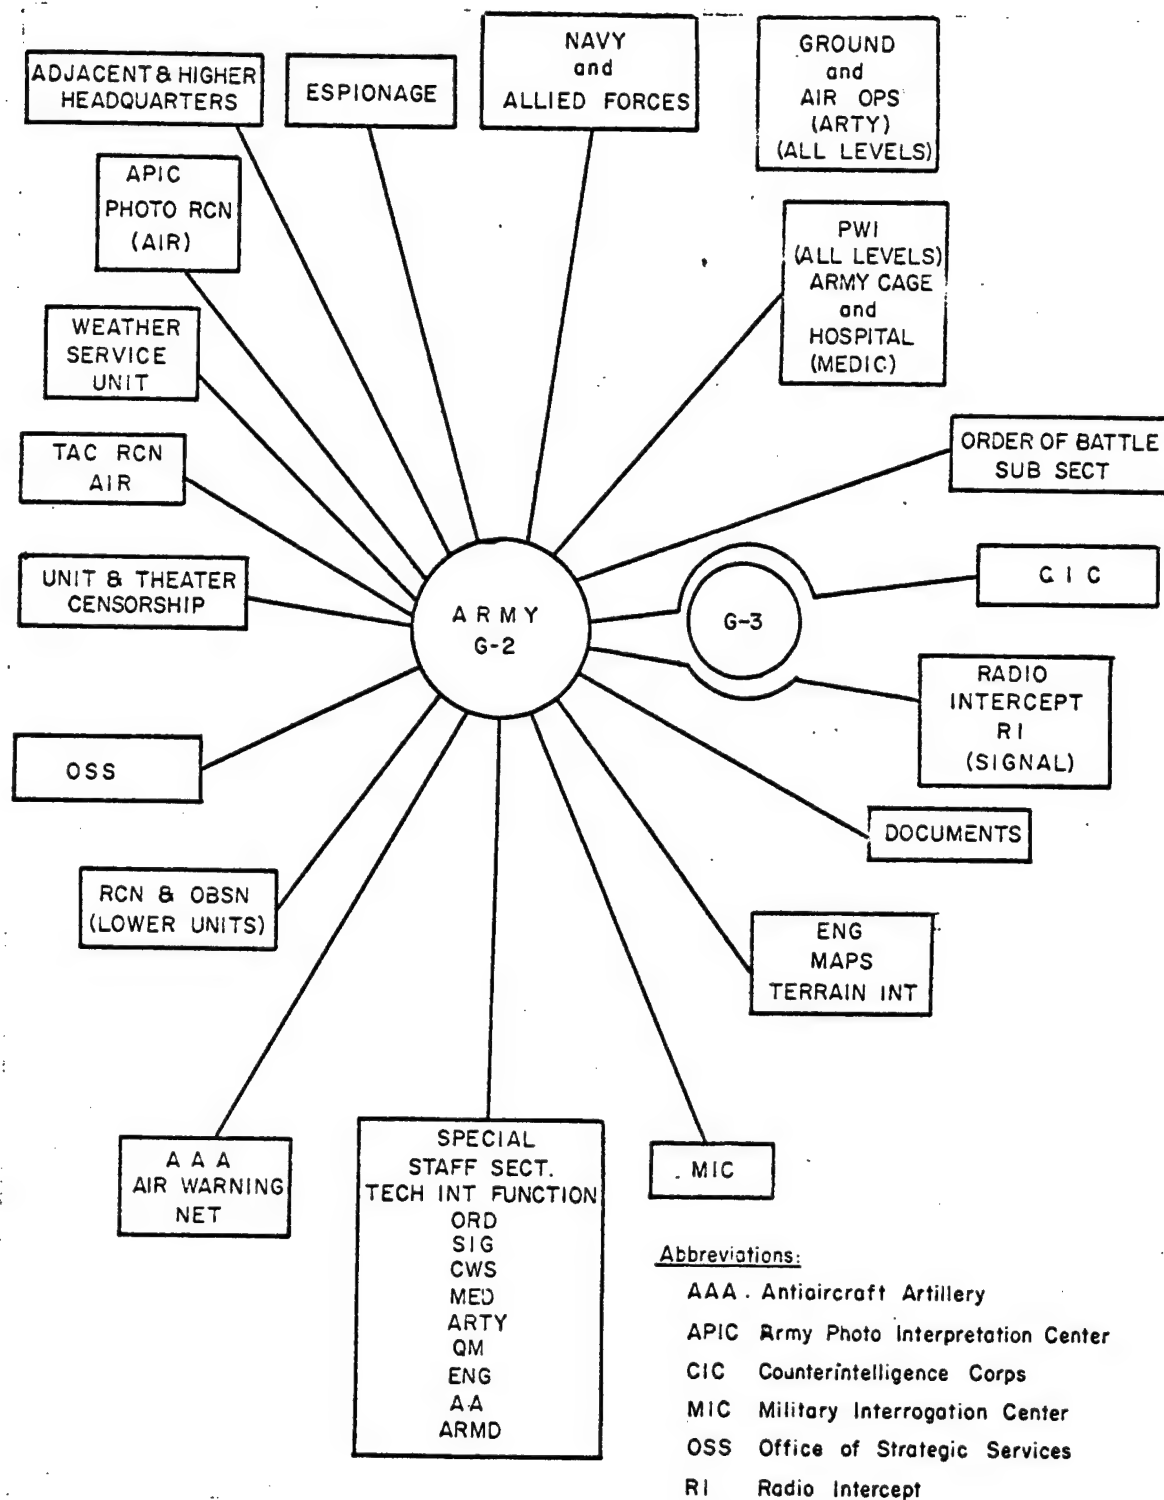 ADJACENT & HIGHER
HEADQUARTERS
ESPIONAGE
NAVY
and
ALLIED FORCES
GROUND
and
AIR OPS
(ARTY)
(ALL LEVELS)
APIC
PHOTO RCN
(AIR)
PWI
(ALL LEVELS)
ARMY CAGE
and
HOSPITAL
(MEDIC)
WEATHER
SERVICE
UNIT
TAC RCN
AIR
ORDER OF BATTLE
SUB SECT
UNIT & THEATER
CENSORSHIP
ARMY
G-2
G-3
CIC
RADIO
INTERCEPT
RI
(SIGNAL)
OSS
DOCUMENTS
RCN & OBSN
(LOWER UNITS)
ENG
MAPS
TERRAIN INT
AAA
AIR WARNING
NET
SPECIAL
STAFF SECT.
TECH INT FUNCTION
ORD
SIG
CWS
MED
ARTY
QM
ENG
AA
ARMD
MIC
Abbreviations:
AAA Antiaircraft Artillery
APIC Army Photo Interpretation Center
CIC Counterintelligence Corps
MIC Military Interrogation Center
OSS Office of Strategic Services
RI Radio Intercept